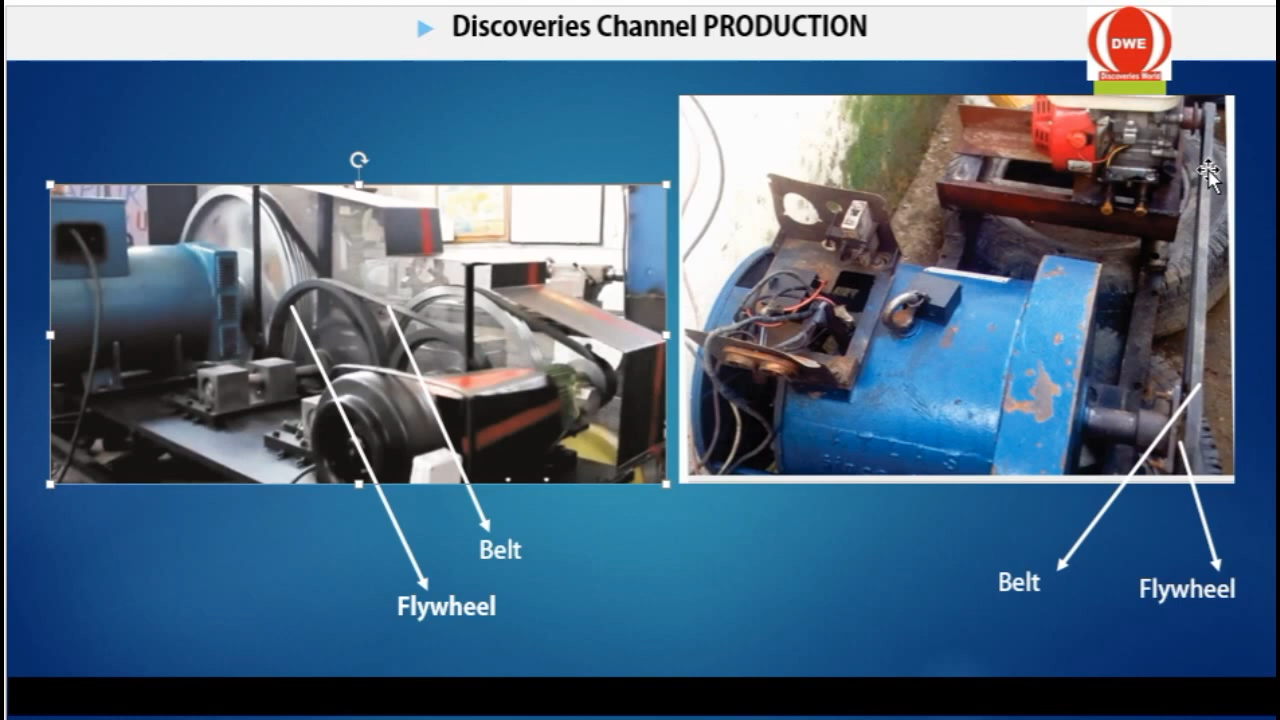 Discoveries Channel PRODUCTION
DWE
Discoveries World
Belt
Flywheel
Belt
Flywheel